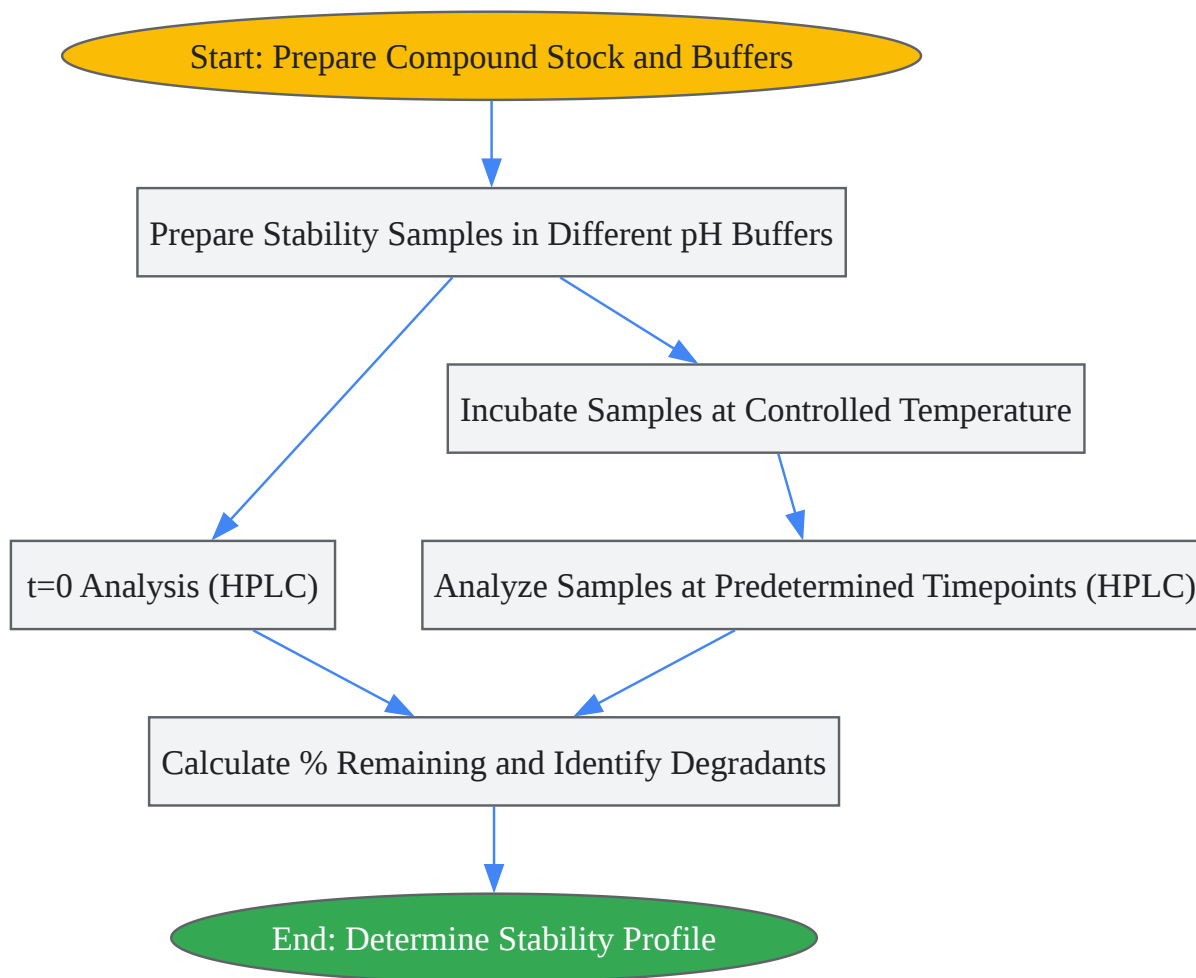 Start: Prepare Compound Stock and Buffers
Prepare Stability Samples in Different pH Buffers
Incubate Samples at Controlled Temperature
t=0 Analysis (HPLC)
Analyze Samples at Predetermined Timepoints (HPLC)
Calculate % Remaining and Identify Degradants
End: Determine Stability Profile